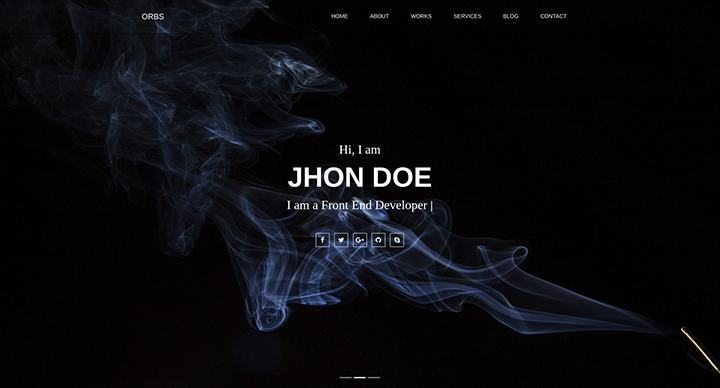 ORBS HOME ABOUT WORKS SERVICES BLOG CONTACT
Hi, I am
JHON DOE
I am a Front End Developer |